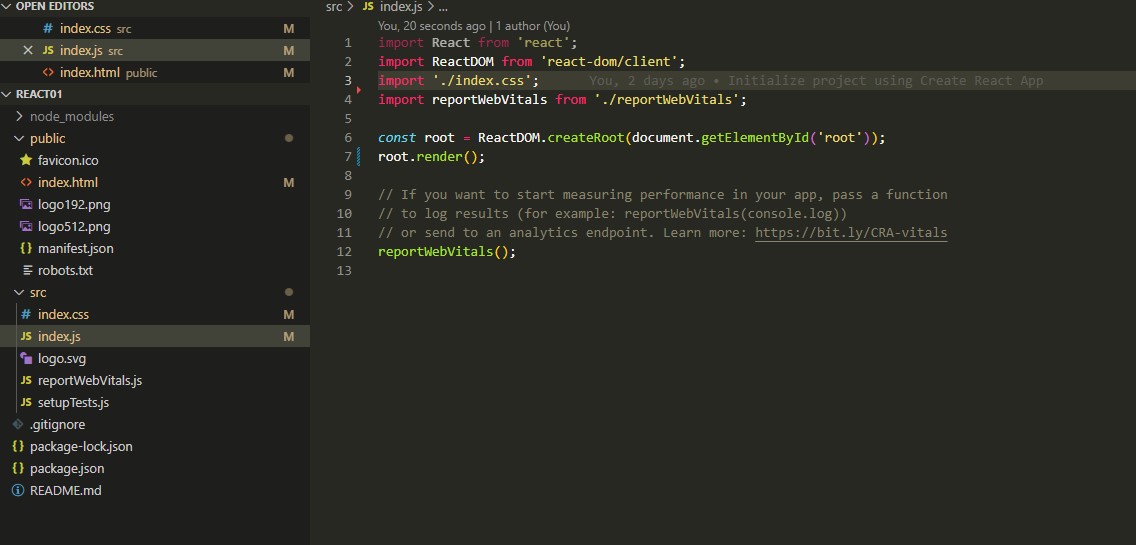 OPEN EDITORS
# index.css src M
JS index.js src M
<> index.html public M
REACT01
node_modules
public
favicon.ico
<> index.html M
logo192.png
logo512.png
{} manifest.json
robots.txt
src
# index.css M
JS index.js M
logo.svg
JS reportWebVitals.js
JS setupTests.js
.gitignore
{} package-lock.json
{} package.json
README.md
src > JS index.js > ...
You, 20 seconds ago | 1 author (You)
1 import React from 'react';
2 import ReactDOM from 'react-dom/client';
3 import './index.css'; You, 2 days ago • Initialize project using Create React App
4 import reportWebVitals from './reportWebVitals';
5
6 const root = ReactDOM.createRoot(document.getElementById('root'));
7 root.render();
8
9 // If you want to start measuring performance in your app, pass a function
10 // to log results (for example: reportWebVitals(console.log))
11 // or send to an analytics endpoint. Learn more: https://bit.ly/CRA-vitals
12 reportWebVitals();
13